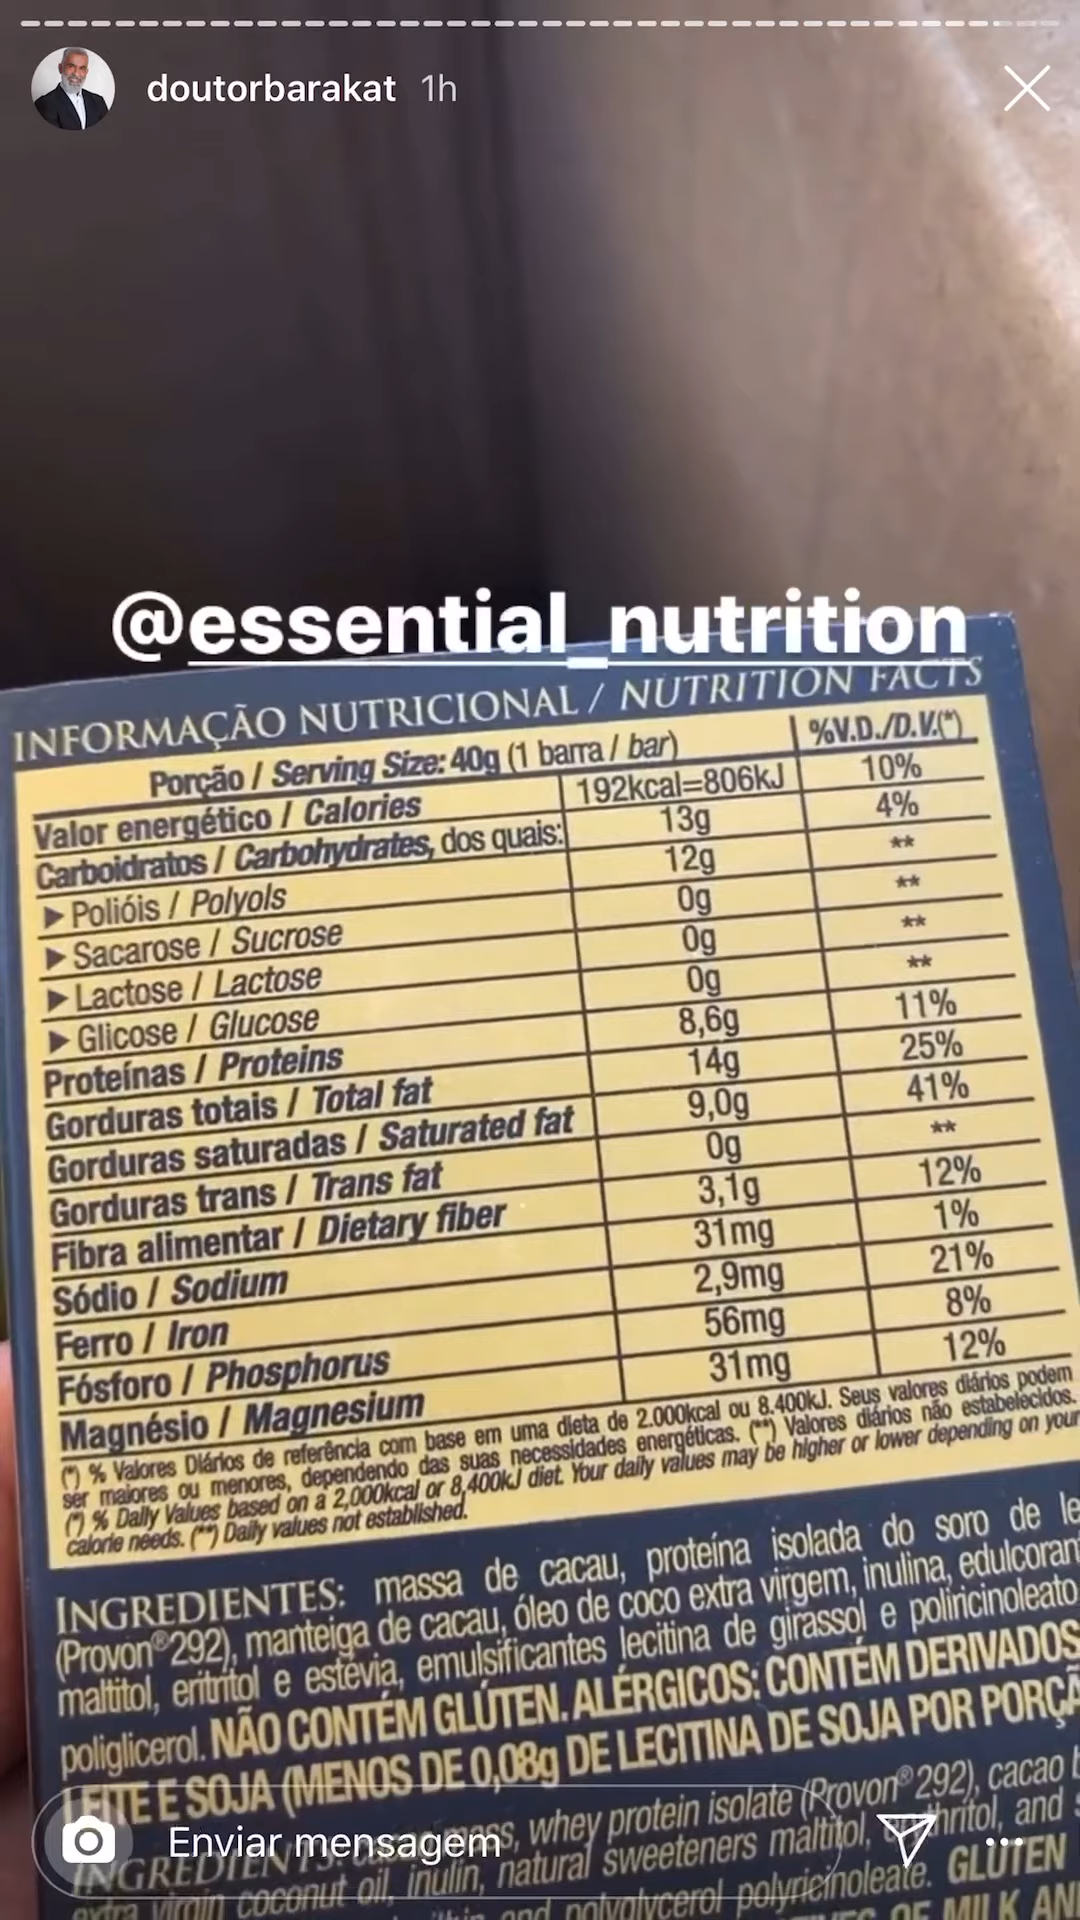 doutorbarakat 1h
@essential_nutrition
INFORMAÇÃO NUTRICIONAL / NUTRITION FACTS
Porção / Serving Size: 40g (1 barra / bar) %V.D./D.V.(*)
Valor energético / Calories 192kcal=806kJ 10%
Carboidratos / Carbohydrates, dos quais: 13g 4%
▶ Polióis / Polyols 12g **
▶ Sacarose / Sucrose 0g **
▶ Lactose / Lactose 0g **
▶ Glicose / Glucose 0g **
Proteínas / Proteins 8,6g 11%
Gorduras totais / Total fat 14g 25%
Gorduras saturadas / Saturated fat 9,0g 41%
Gorduras trans / Trans fat 0g **
Fibra alimentar / Dietary fiber 3,1g 12%
Sódio / Sodium 31mg 1%
Ferro / Iron 2,9mg 21%
Fósforo / Phosphorus 56mg 8%
Magnésio / Magnesium 31mg 12%
(*) % Valores Diários de referência com base em uma dieta de 2.000kcal ou 8.400kJ. Seus valores diários podem
ser maiores ou menores, dependendo das suas necessidades energéticas. (**) Valores diários não estabelecidos.
(*) % Daily Values based on a 2,000kcal or 8,400kJ diet. Your daily values may be higher or lower depending on your
calorie needs. (**) Daily values not established.
INGREDIENTES: massa de cacau, proteína isolada do soro de le
(Provon®292), manteiga de cacau, óleo de coco extra virgem, inulina, edulcoran
maltitol, eritritol e estévia, emulsificantes lecitina de girassol e poliricinoleato
poliglicerol. NÃO CONTÉM GLÚTEN. ALÉRGICOS: CONTÉM DERIVADOS
LEITE E SOJA (MENOS DE 0,08g DE LECITINA DE SOJA POR PORÇÃ
INGREDIENTS: mass, whey protein isolate (Provon®292), cacao b
extra virgin coconut oil, inulin, natural sweeteners maltitol, and s
and polyglycerol polyricinoleate. GLUTEN
OF MILK AN
Enviar mensagem